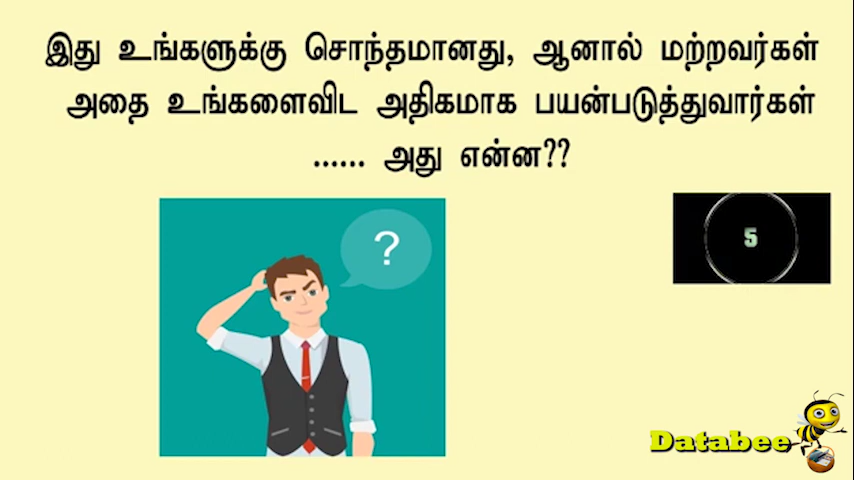 இது உங்களுக்கு சொந்தமானது, ஆனால் மற்றவர்கள்
அதை உங்களைவிட அதிகமாக பயன்படுத்துவார்கள்
...... அது என்ன??
?
5
Databee